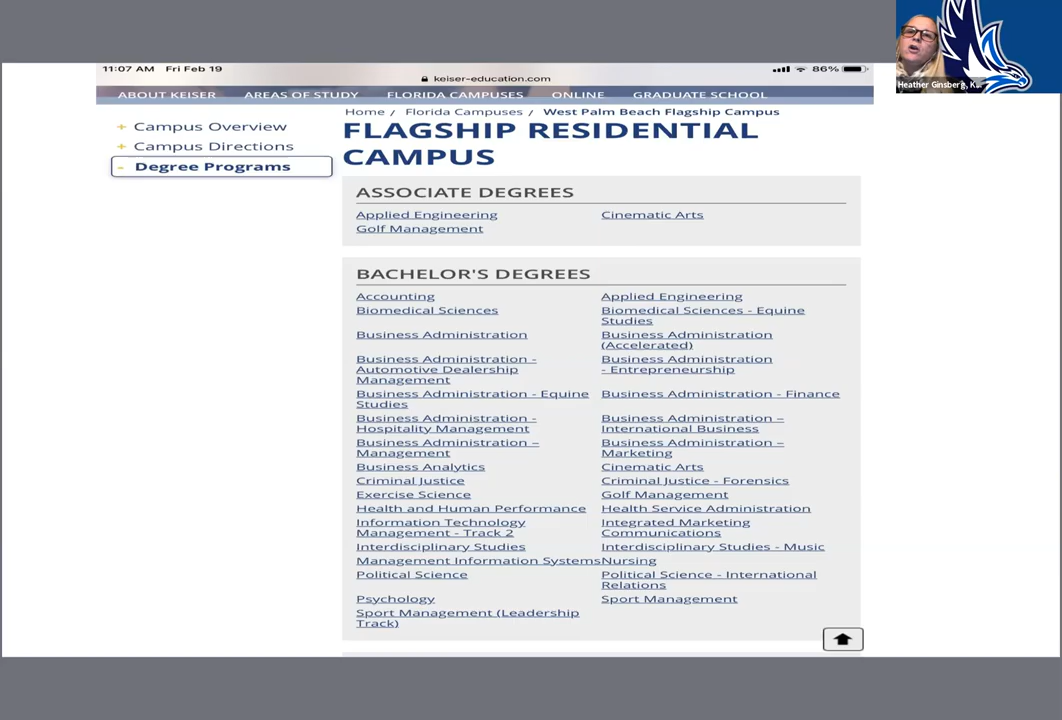 11:07 AM Fri Feb 19
86%
keiser-education.com
ABOUT KEISER AREAS OF STUDY FLORIDA CAMPUSES ONLINE GRADUATE SCHOOL
Heather Ginsberg,
Home / Florida Campuses / West Palm Beach Flagship Campus
+ Campus Overview
+ Campus Directions
- Degree Programs
FLAGSHIP RESIDENTIAL
CAMPUS
ASSOCIATE DEGREES
Applied Engineering Cinematic Arts
Golf Management
BACHELOR'S DEGREES
Accounting Applied Engineering
Biomedical Sciences Biomedical Sciences - Equine
Studies
Business Administration Business Administration
(Accelerated)
Business Administration - Business Administration
Automotive Dealership - Entrepreneurship
Management
Business Administration - Equine Business Administration - Finance
Studies
Business Administration - Business Administration –
Hospitality Management International Business
Business Administration – Business Administration –
Management Marketing
Business Analytics Cinematic Arts
Criminal Justice Criminal Justice - Forensics
Exercise Science Golf Management
Health and Human Performance Health Service Administration
Information Technology Integrated Marketing
Management - Track 2 Communications
Interdisciplinary Studies Interdisciplinary Studies - Music
Management Information Systems Nursing
Political Science Political Science - International
Relations
Psychology Sport Management
Sport Management (Leadership
Track)